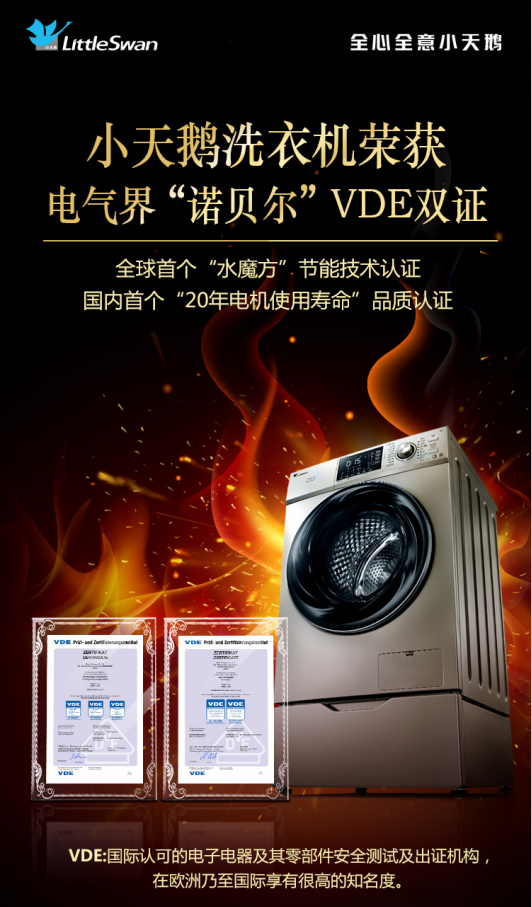 LittleSwan
全心全意小天鹅
小天鹅洗衣机荣获
电气界“诺贝尔”VDE双证
全球首个“水魔方”节能技术认证
国内首个“20年电机使用寿命”品质认证
VDE Prüf- und Zertifizierungsinstitut
ZERTIFIKAT
CERTIFICATE
VDE VDE VDE
VDE
VDE Prüf- und Zertifizierungsinstitut
ZERTIFIKAT
CERTIFICATE
VDE VDE
VDE
VDE:国际认可的电子电器及其零部件安全测试及出证机构，
在欧洲乃至国际享有很高的知名度。